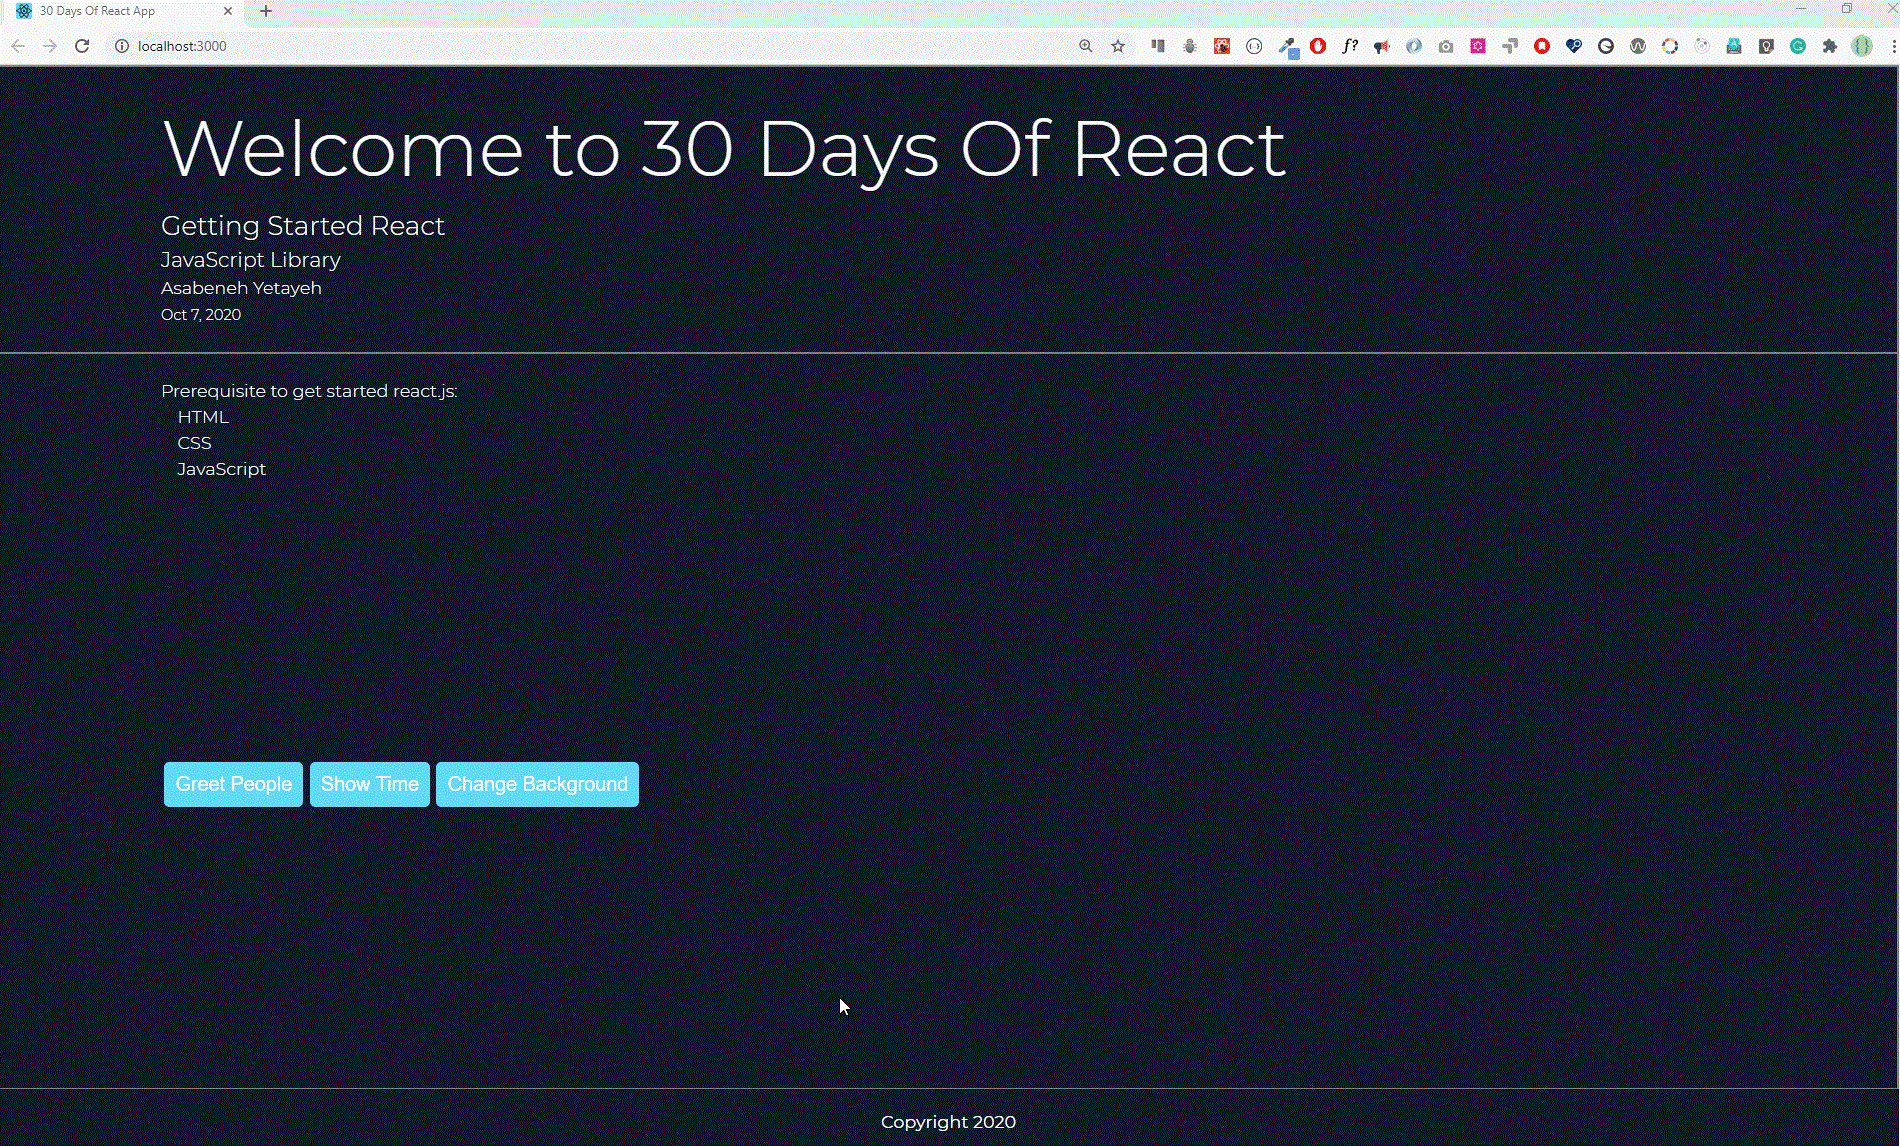 30 Days Of React App
localhost:3000
f?
Welcome to 30 Days Of React
Getting Started React
JavaScript Library
Asabeneh Yetayeh
Oct 7, 2020
Prerequisite to get started react.js:
HTML
CSS
JavaScript
Greet People
Show Time
Change Background
Copyright 2020